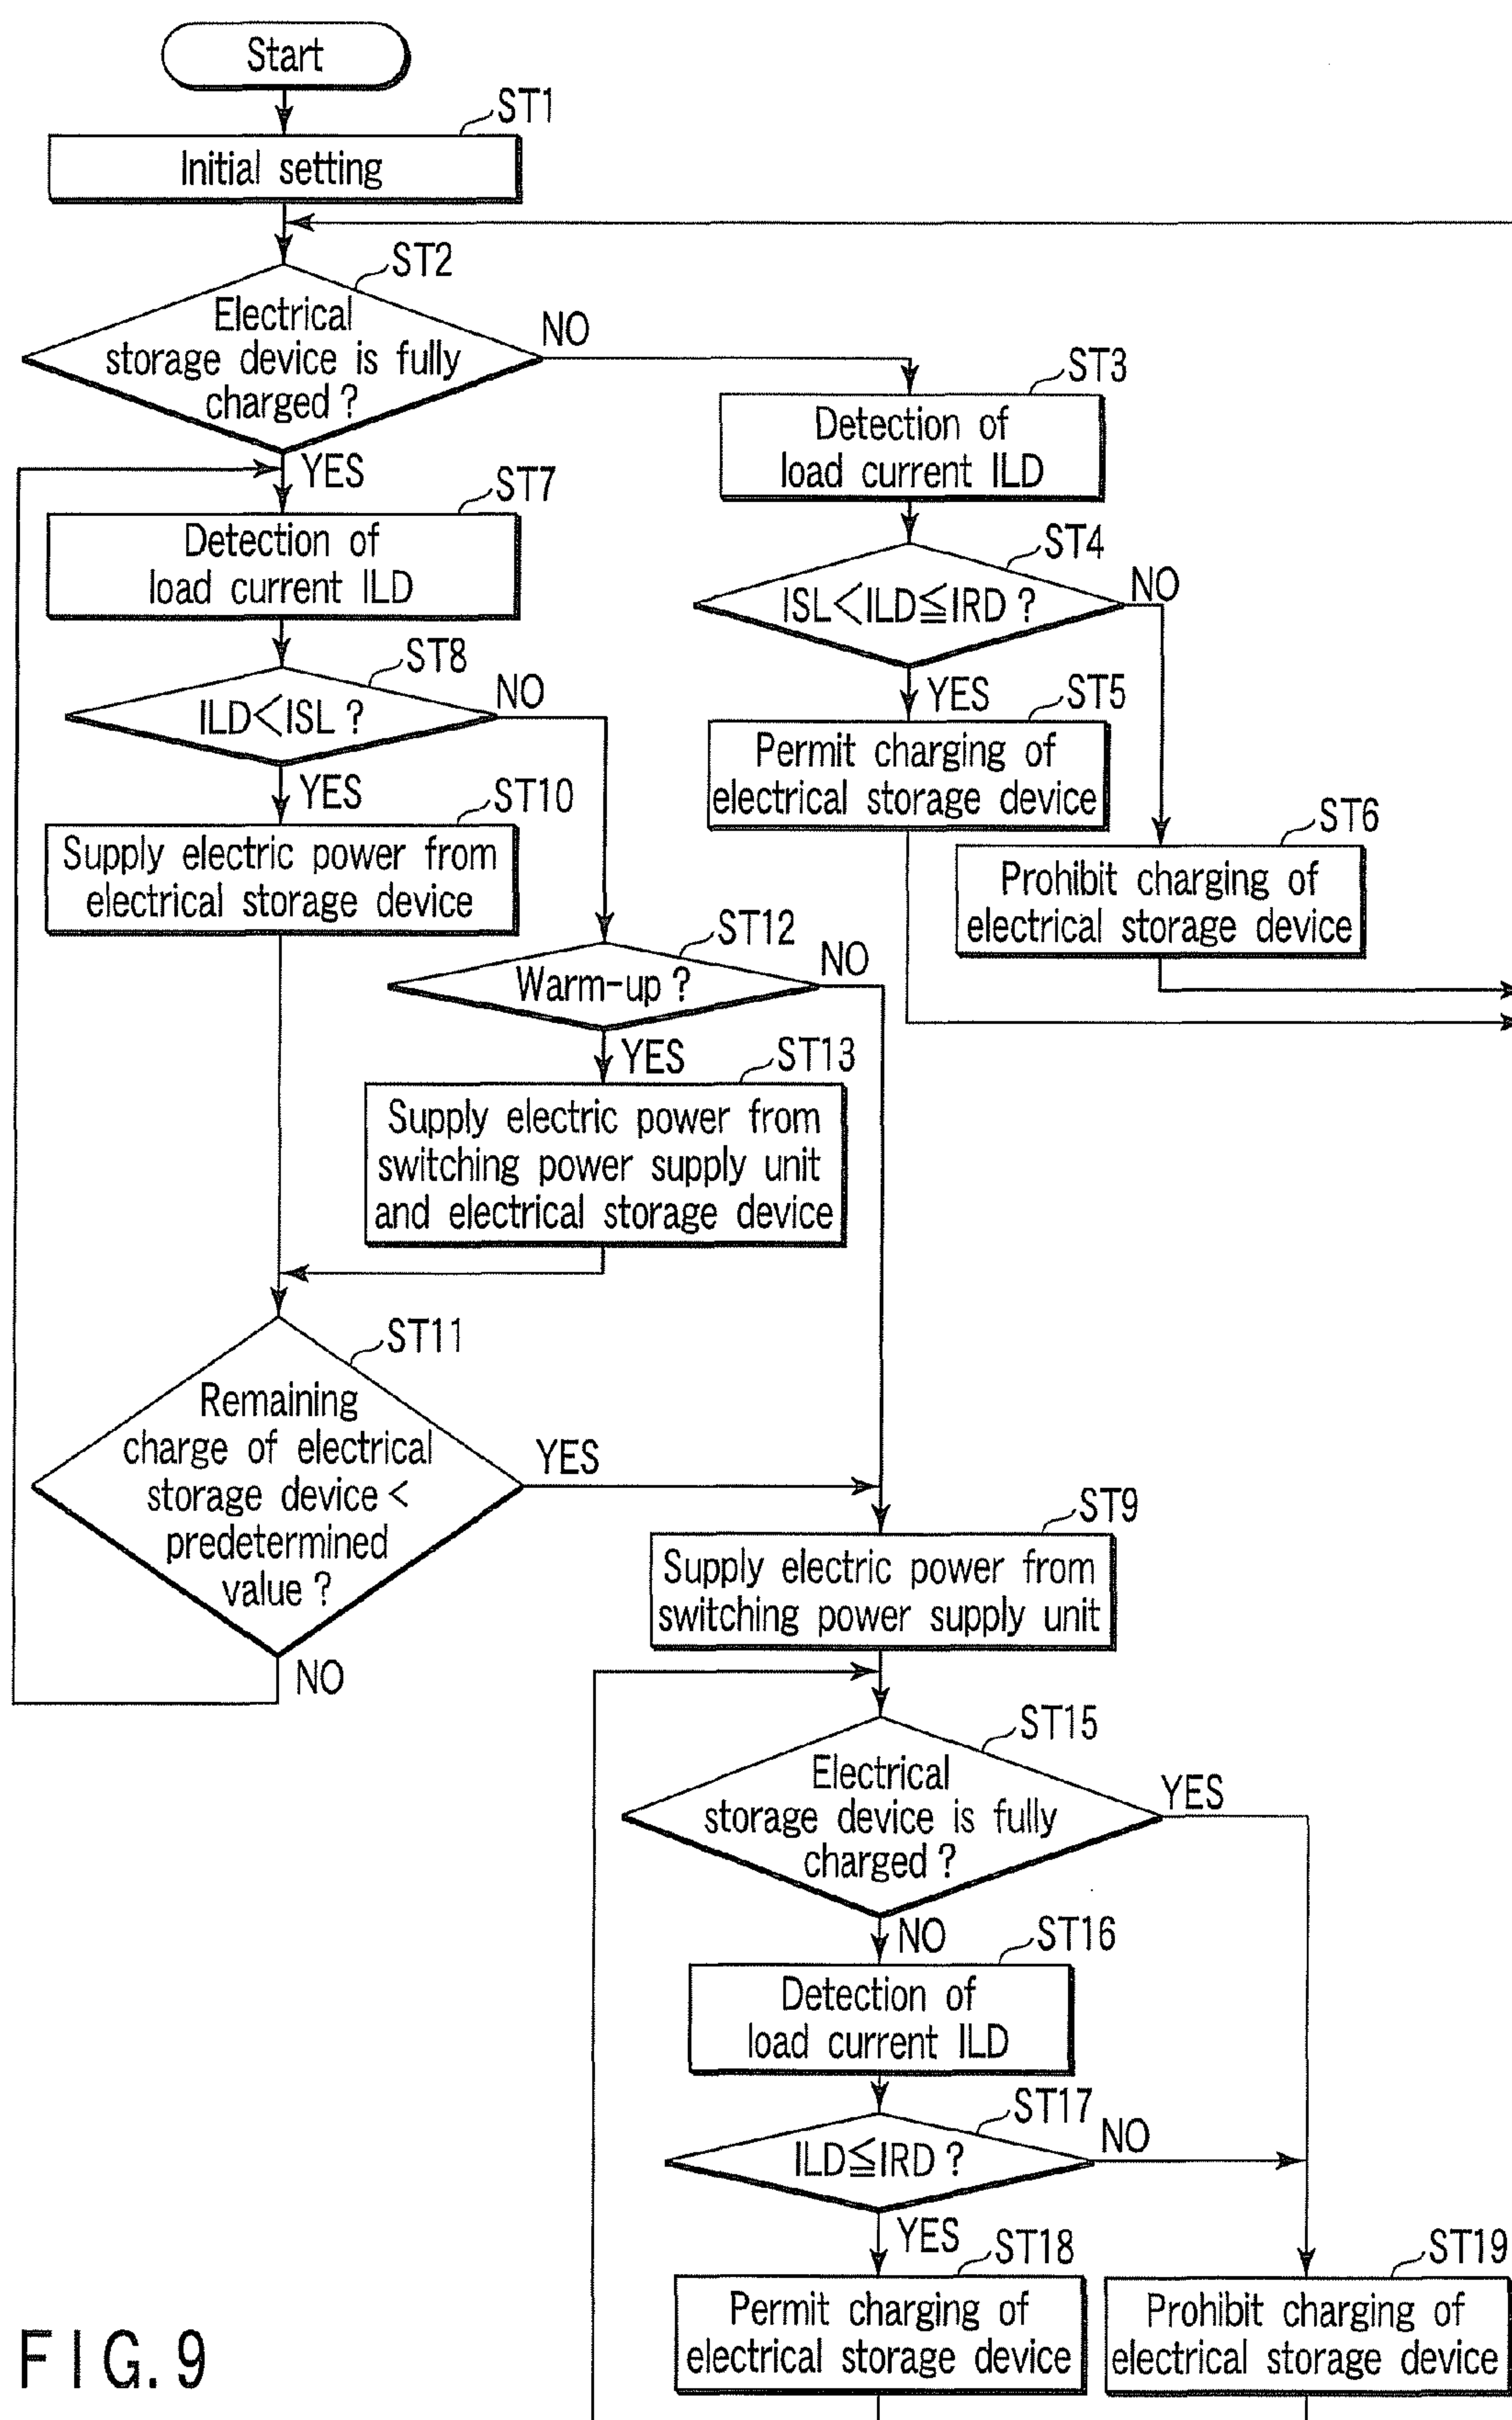 Start
ST1
Initial setting
ST2
Electrical
storage device is fully
charged ?
NO
YES
ST3
Detection of
load current ILD
ST4
ISL<ILD≦IRD ?
NO
YES
ST5
Permit charging of
electrical storage device
ST6
Prohibit charging of
electrical storage device
ST7
Detection of
load current ILD
ST8
ILD<ISL ?
NO
YES
ST10
Supply electric power from
electrical storage device
ST12
Warm-up ?
NO
YES
ST13
Supply electric power from
switching power supply unit
and electrical storage device
ST11
Remaining
charge of electrical
storage device <
predetermined
value ?
YES
NO
ST9
Supply electric power from
switching power supply unit
ST15
Electrical
storage device is fully
charged ?
YES
NO
ST16
Detection of
load current ILD
ST17
ILD≦IRD ?
NO
YES
ST18
Permit charging of
electrical storage device
ST19
Prohibit charging of
electrical storage device
FIG. 9